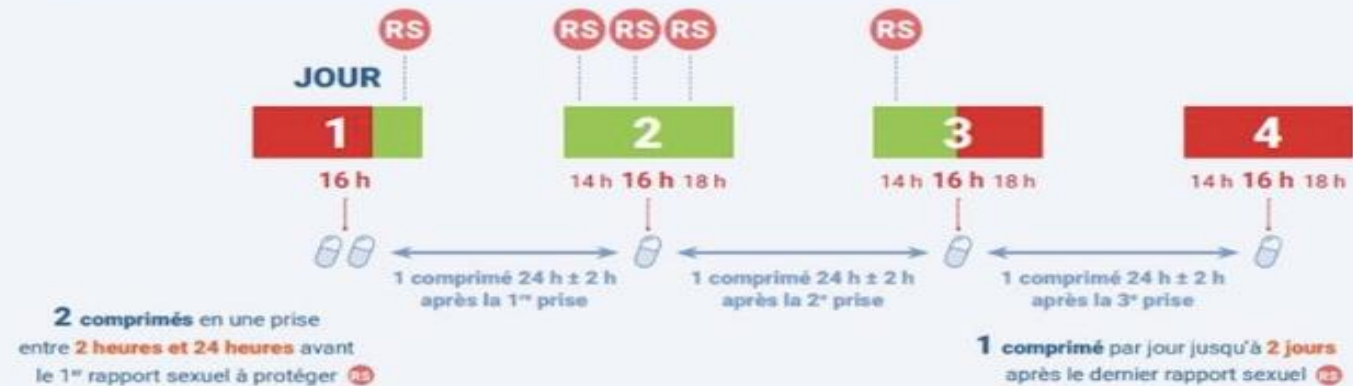 RS RS RS RS RS
JOUR
1 2 3 4
16 h 14 h 16 h 18 h 14 h 16 h 18 h 14 h 16 h 18 h
1 comprimé 24 h ± 2 h
après la 1re prise
1 comprimé 24 h ± 2 h
après la 2e prise
1 comprimé 24 h ± 2 h
après la 3e prise
2 comprimés en une prise
entre 2 heures et 24 heures avant
le 1er rapport sexuel à protéger RS
1 comprimé par jour jusqu'à 2 jours
après le dernier rapport sexuel RS